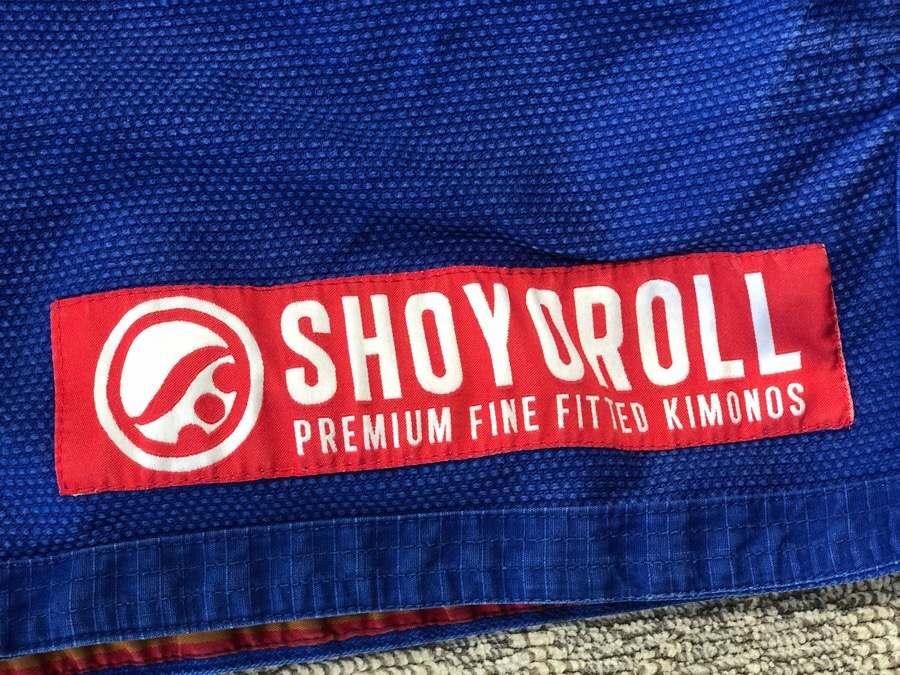 SHOYOROLL
PREMIUM FINE FITTED KIMONOS